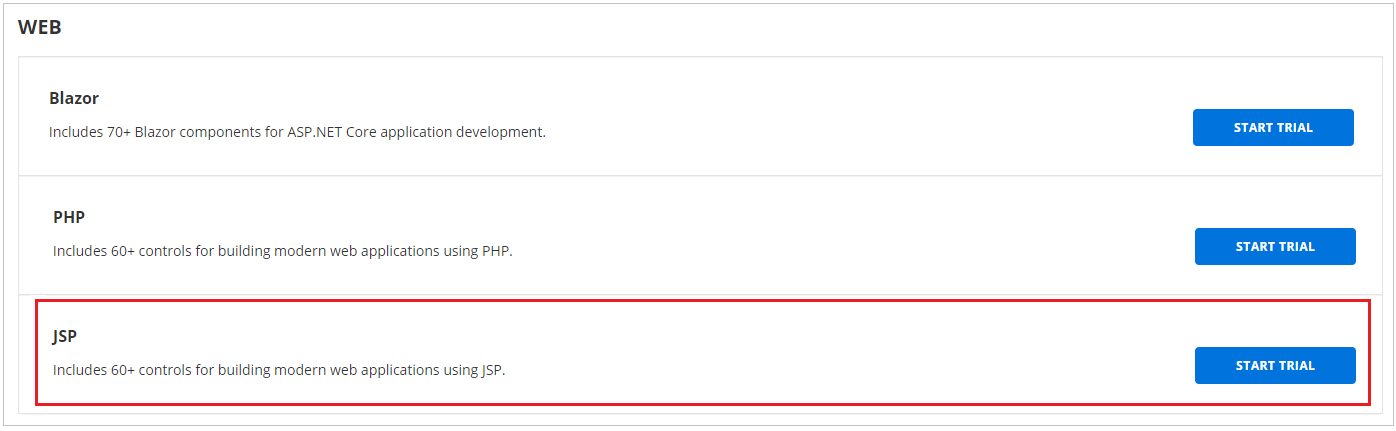 WEB
Blazor
Includes 70+ Blazor components for ASP.NET Core application development.
START TRIAL
PHP
Includes 60+ controls for building modern web applications using PHP.
START TRIAL
JSP
Includes 60+ controls for building modern web applications using JSP.
START TRIAL